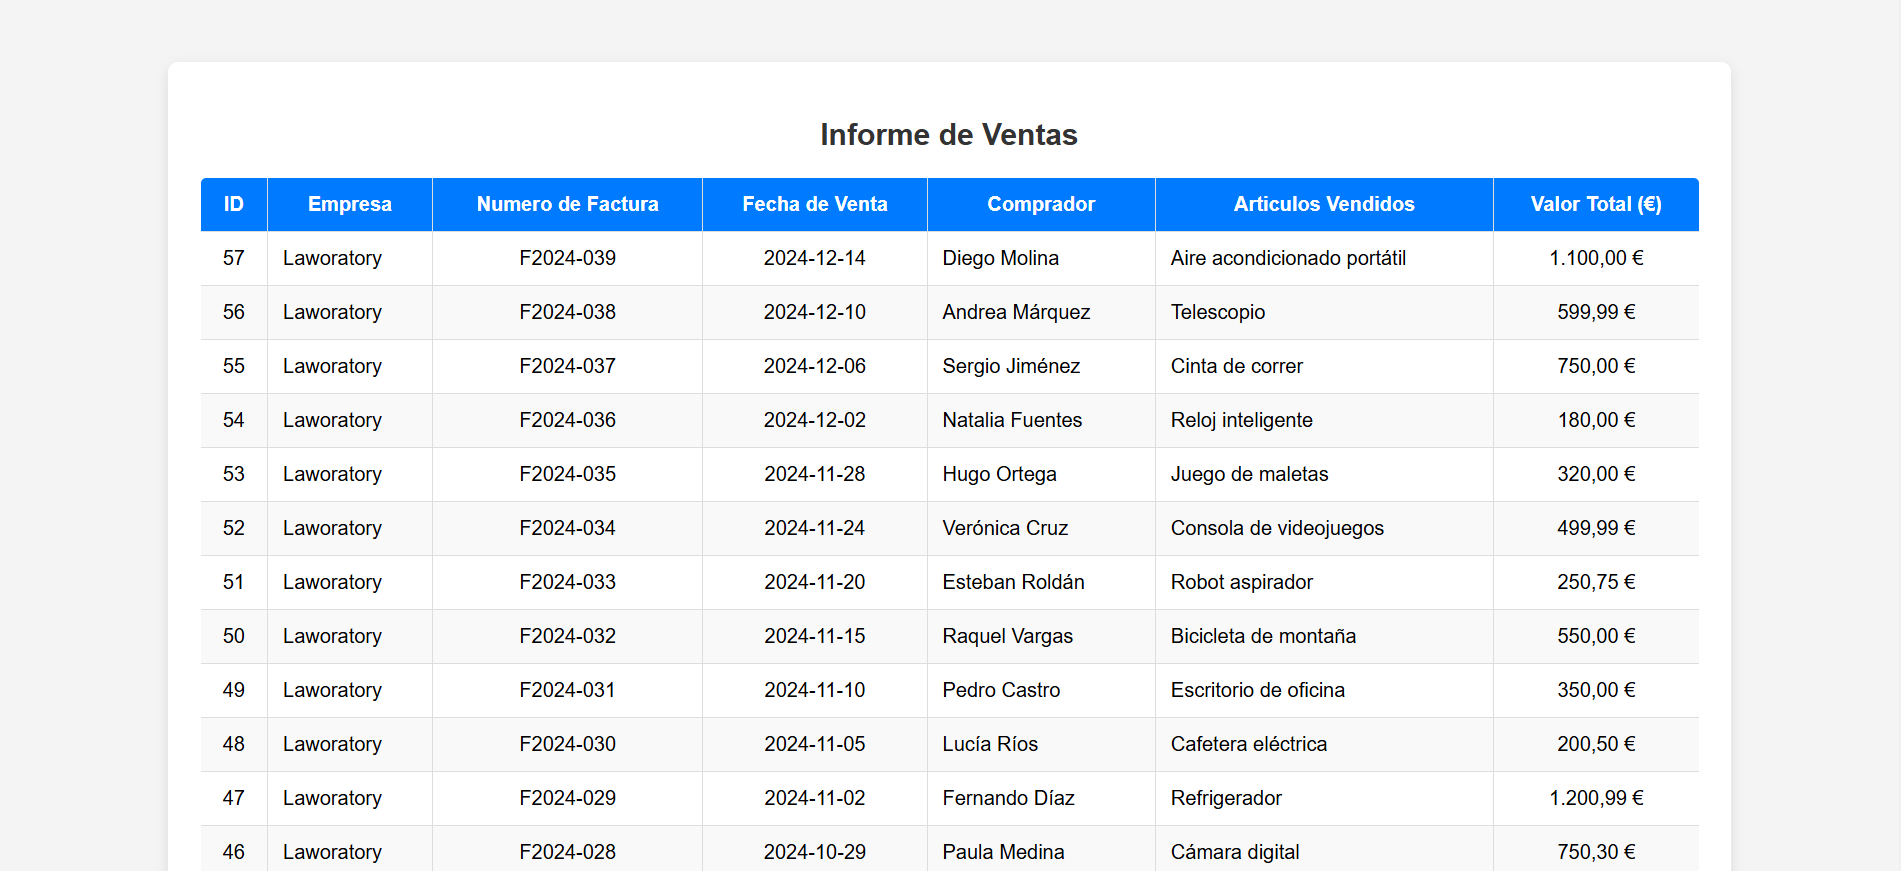 Informe de Ventas
ID Empresa Numero de Factura Fecha de Venta Comprador Articulos Vendidos Valor Total (€)
57 Laworatory F2024-039 2024-12-14 Diego Molina Aire acondicionado portátil 1.100,00 €
56 Laworatory F2024-038 2024-12-10 Andrea Márquez Telescopio 599,99 €
55 Laworatory F2024-037 2024-12-06 Sergio Jiménez Cinta de correr 750,00 €
54 Laworatory F2024-036 2024-12-02 Natalia Fuentes Reloj inteligente 180,00 €
53 Laworatory F2024-035 2024-11-28 Hugo Ortega Juego de maletas 320,00 €
52 Laworatory F2024-034 2024-11-24 Verónica Cruz Consola de videojuegos 499,99 €
51 Laworatory F2024-033 2024-11-20 Esteban Roldán Robot aspirador 250,75 €
50 Laworatory F2024-032 2024-11-15 Raquel Vargas Bicicleta de montaña 550,00 €
49 Laworatory F2024-031 2024-11-10 Pedro Castro Escritorio de oficina 350,00 €
48 Laworatory F2024-030 2024-11-05 Lucía Ríos Cafetera eléctrica 200,50 €
47 Laworatory F2024-029 2024-11-02 Fernando Díaz Refrigerador 1.200,99 €
46 Laworatory F2024-028 2024-10-29 Paula Medina Cámara digital 750,30 €